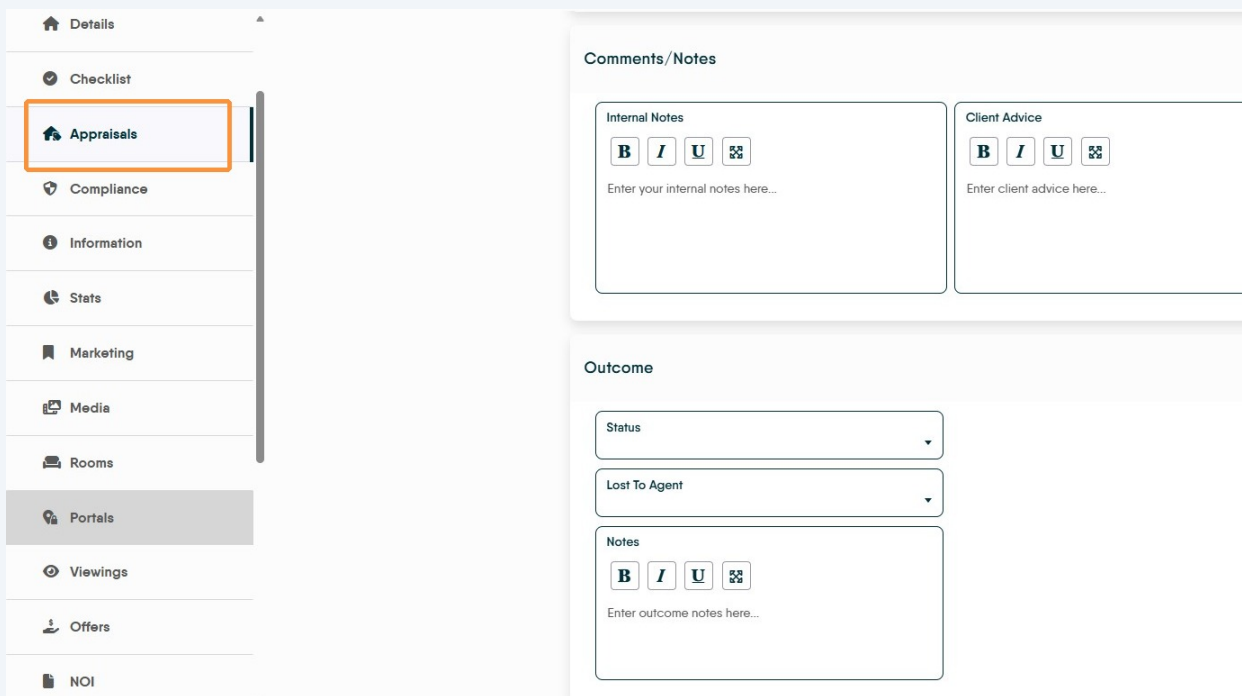 Details
Checklist
Appraisals
Compliance
Information
Stats
Marketing
Media
Rooms
Portals
Viewings
Offers
NOI
Comments/Notes
Internal Notes
B I U
Enter your internal notes here...
Client Advice
B I U
Enter client advice here...
Outcome
Status
Lost To Agent
Notes
B I U
Enter outcome notes here...